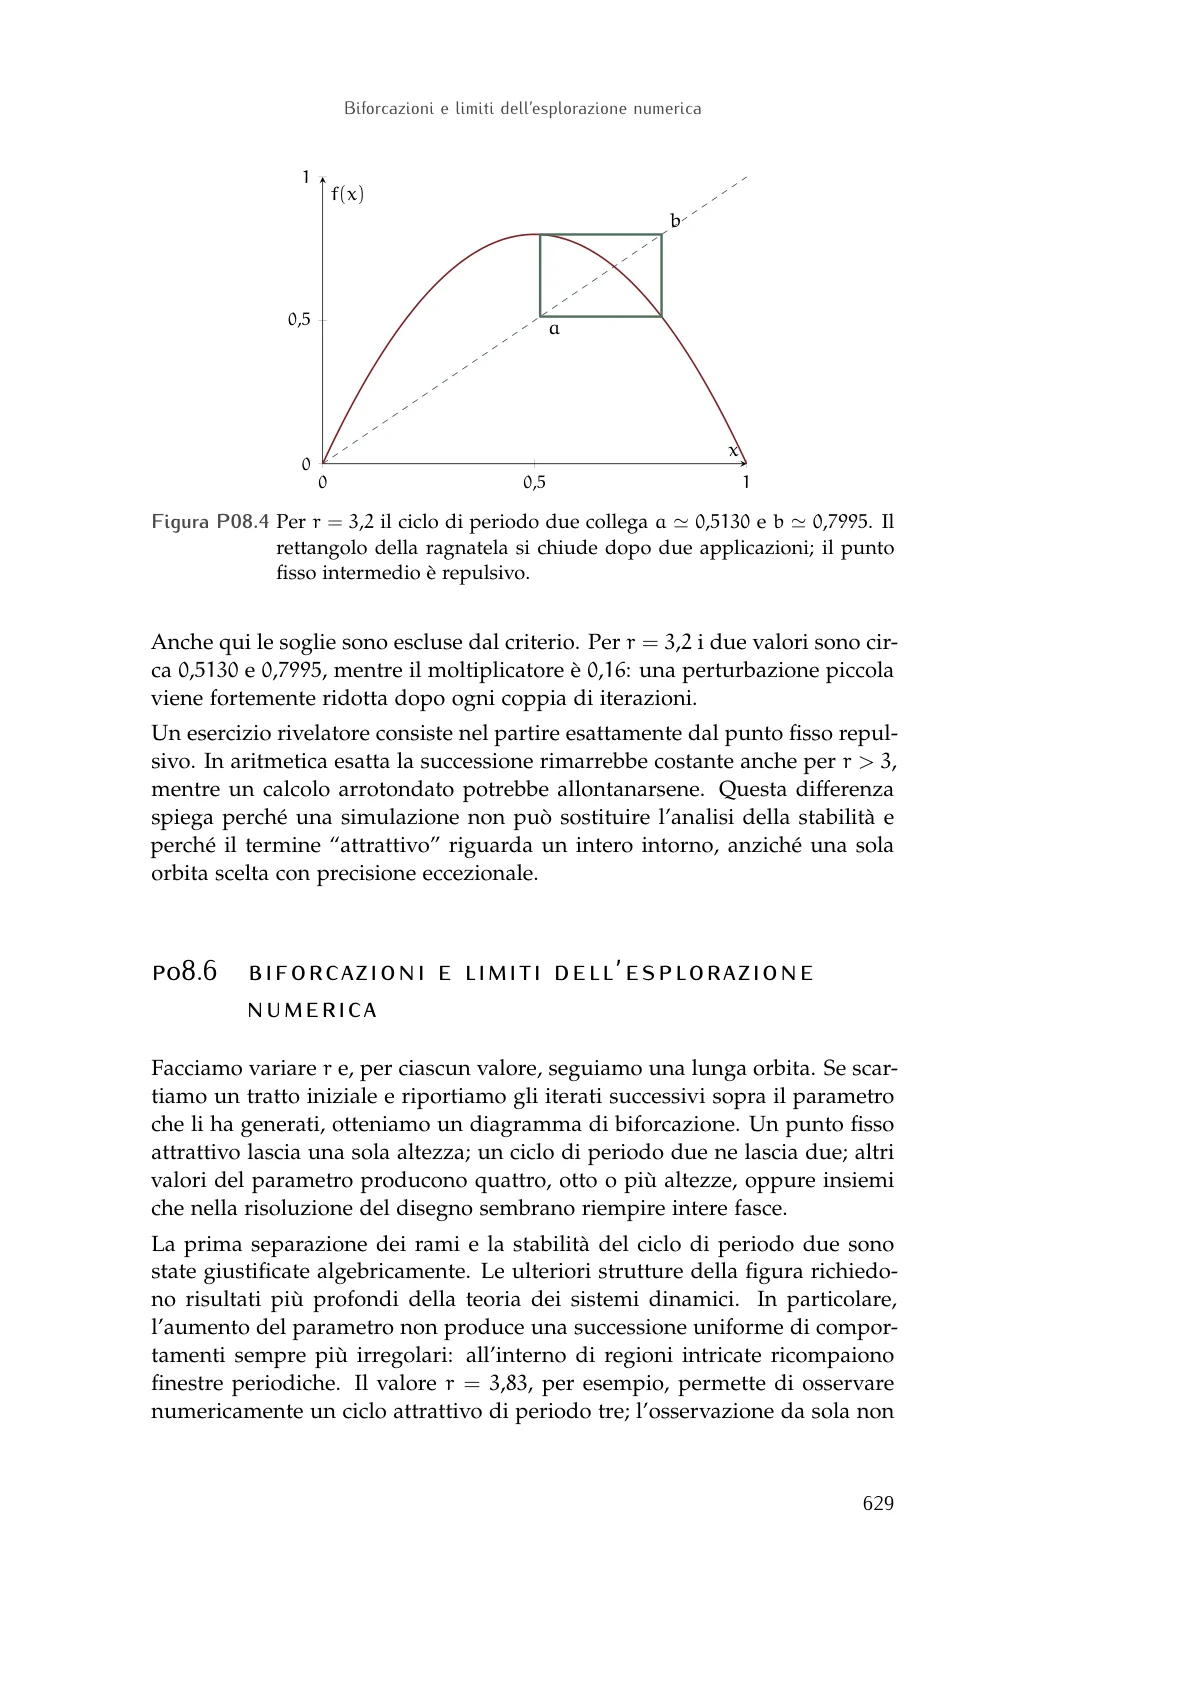 Biforcazioni e limiti dell'esplorazione numerica
1
f(x)
b
0,5
a
x
0
0
0,5
1
Figura P08.4 Per r = 3,2 il ciclo di periodo due collega a ≃ 0,5130 e b ≃ 0,7995. Il
rettangolo della ragnatela si chiude dopo due applicazioni; il punto
fisso intermedio è repulsivo.
Anche qui le soglie sono escluse dal criterio. Per r = 3,2 i due valori sono cir-
ca 0,5130 e 0,7995, mentre il moltiplicatore è 0,16: una perturbazione piccola
viene fortemente ridotta dopo ogni coppia di iterazioni.
Un esercizio rivelatore consiste nel partire esattamente dal punto fisso repul-
sivo. In aritmetica esatta la successione rimarrebbe costante anche per r > 3,
mentre un calcolo arrotondato potrebbe allontanarsene. Questa differenza
spiega perché una simulazione non può sostituire l'analisi della stabilità e
perché il termine “attrattivo” riguarda un intero intorno, anziché una sola
orbita scelta con precisione eccezionale.
P08.6 BIFORCAZIONI E LIMITI DELL'ESPLORAZIONE
NUMERICA
Facciamo variare r e, per ciascun valore, seguiamo una lunga orbita. Se scar-
tiamo un tratto iniziale e riportiamo gli iterati successivi sopra il parametro
che li ha generati, otteniamo un diagramma di biforcazione. Un punto fisso
attrattivo lascia una sola altezza; un ciclo di periodo due ne lascia due; altri
valori del parametro producono quattro, otto o più altezze, oppure insiemi
che nella risoluzione del disegno sembrano riempire intere fasce.
La prima separazione dei rami e la stabilità del ciclo di periodo due sono
state giustificate algebricamente. Le ulteriori strutture della figura richiedo-
no risultati più profondi della teoria dei sistemi dinamici. In particolare,
l'aumento del parametro non produce una successione uniforme di compor-
tamenti sempre più irregolari: all'interno di regioni intricate ricompaiono
finestre periodiche. Il valore r = 3,83, per esempio, permette di osservare
numericamente un ciclo attrattivo di periodo tre; l'osservazione da sola non
629